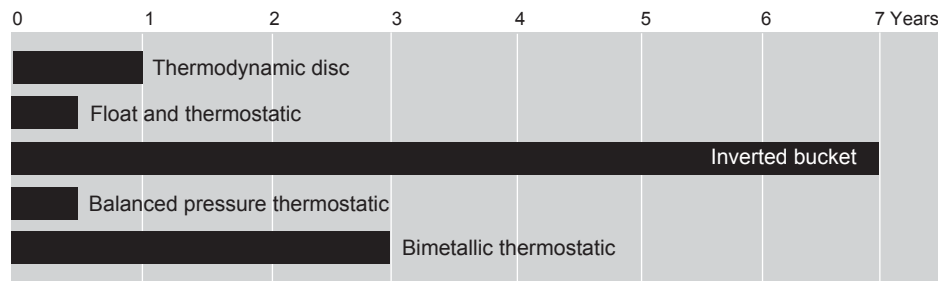 0 1 2 3 4 5 6 7 Years
Thermodynamic disc
Float and thermostatic
Inverted bucket
Balanced pressure thermostatic
Bimetallic thermostatic